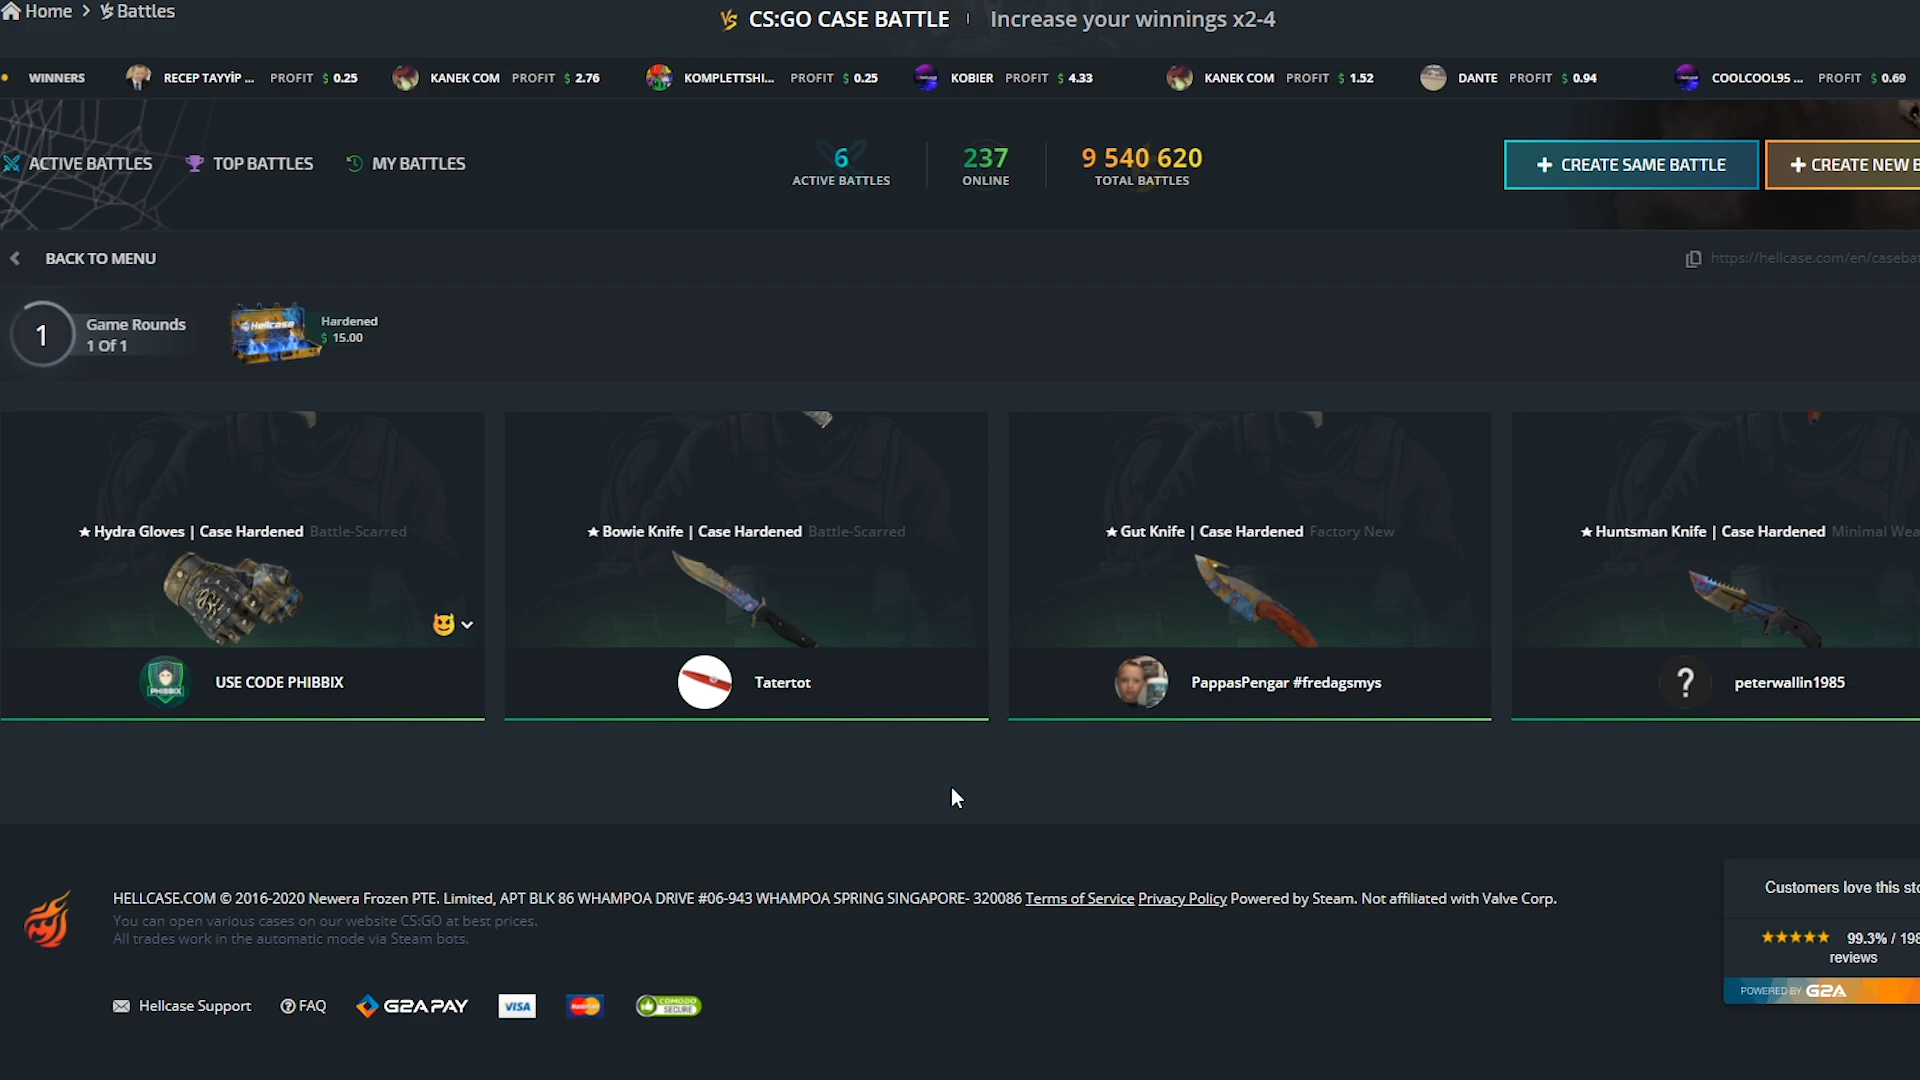 Home > Battles
CS:GO CASE BATTLE | Increase your winnings x2-4
WINNERS RECEP TAYYİP ... PROFIT $ 0.25 KANEK COM PROFIT $ 2.76 KOMPLETTSHI... PROFIT $ 0.25 KOBIER PROFIT $ 4.33 KANEK COM PROFIT $ 1.52 DANTE PROFIT $ 0.94 COOLCOOL95 ... PROFIT $ 0.69
ACTIVE BATTLES TOP BATTLES MY BATTLES
6 237 9 540 620
ACTIVE BATTLES ONLINE TOTAL BATTLES
+ CREATE SAME BATTLE + CREATE NEW B
BACK TO MENU https://hellcase.com/en/casebat
1 Game Rounds
1 Of 1
Hellcase
Hardened
$ 15.00
★ Hydra Gloves | Case Hardened Battle-Scarred
★ Bowie Knife | Case Hardened Battle-Scarred
★ Gut Knife | Case Hardened Factory New
★ Huntsman Knife | Case Hardened Minimal Wea
PHIBBIX
USE CODE PHIBBIX
Tatertot
PappasPengar #fredagsmys
? peterwallin1985
HELLCASE.COM © 2016-2020 Newera Frozen PTE. Limited, APT BLK 86 WHAMPOA DRIVE #06-943 WHAMPOA SPRING SINGAPORE- 320086 Terms of Service Privacy Policy Powered by Steam. Not affiliated with Valve Corp.
You can open various cases on our website CS:GO at best prices.
All trades work in the automatic mode via Steam bots.
Customers love this sto
★★★★★ 99.3% / 198
reviews
POWERED BY G2A
Hellcase Support FAQ G2A PAY VISA MasterCard COMODO SECURE